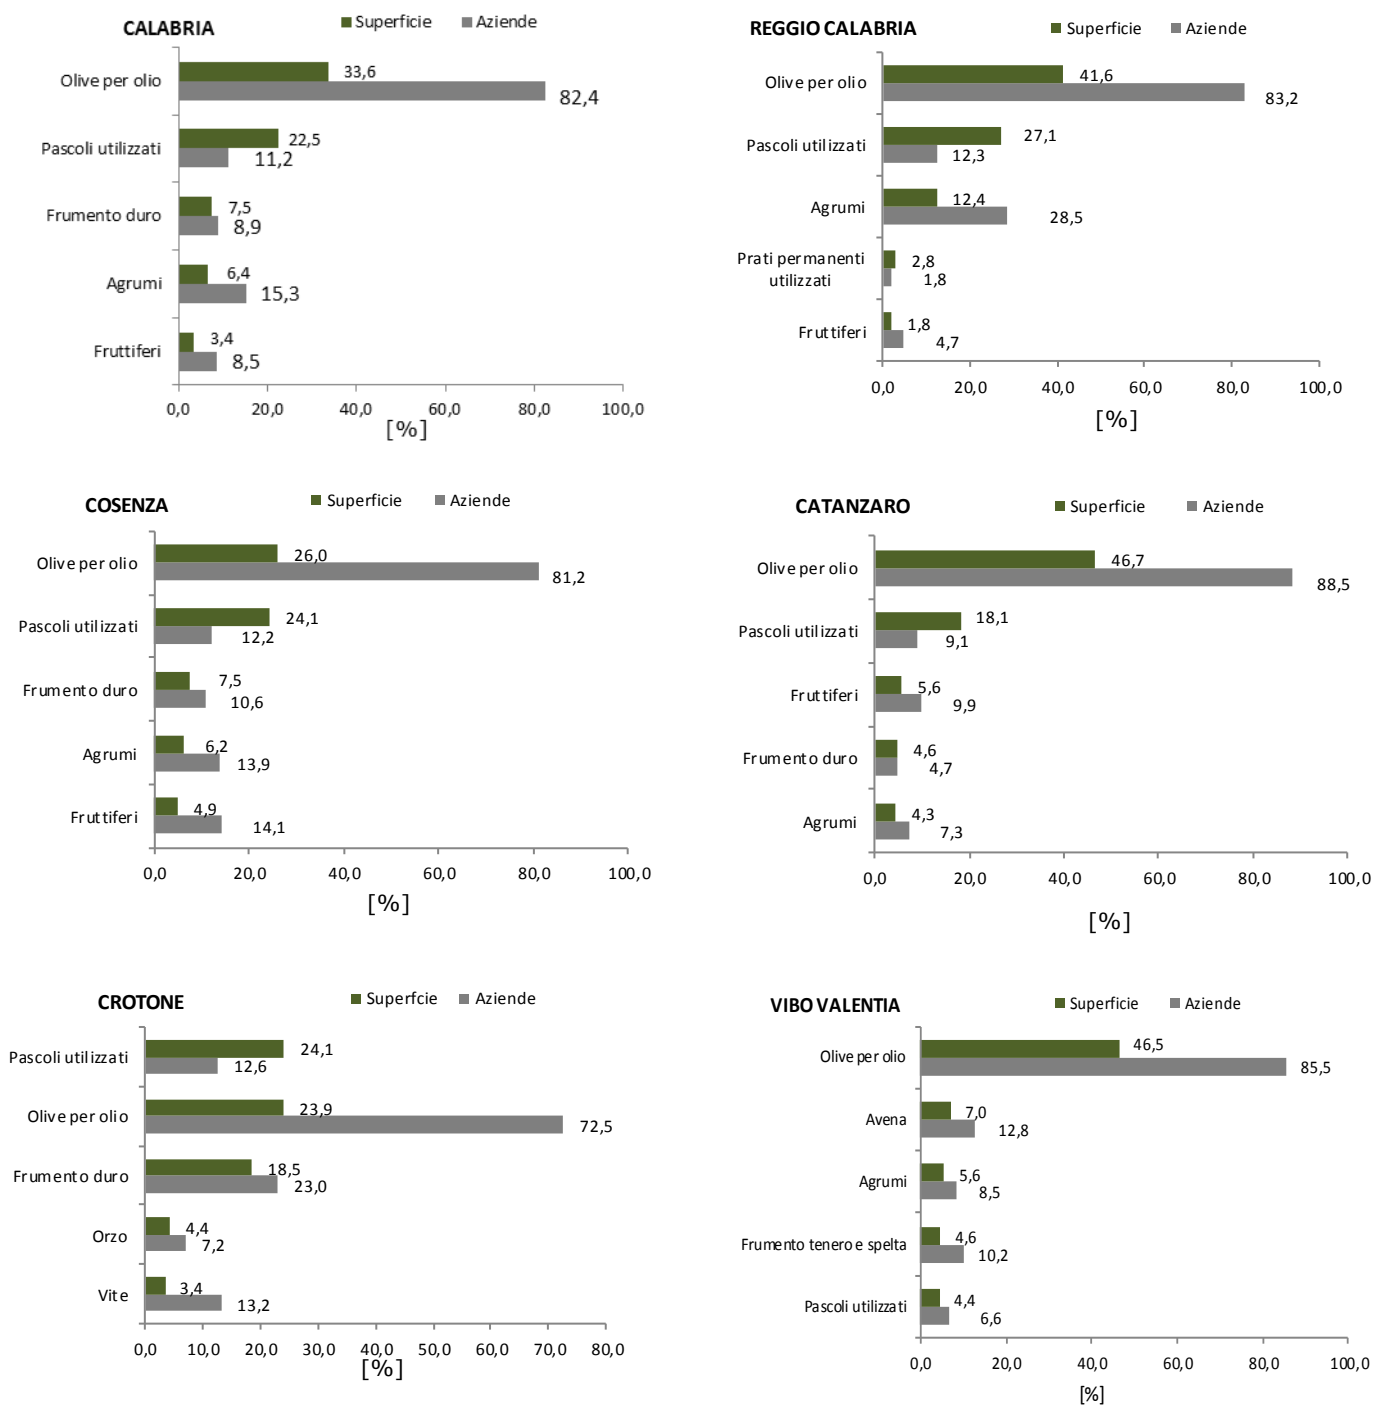 CALABRIA
Superficie
Aziende
Olive per olio
33,6
82,4
Pascoli utilizzati
22,5
11,2
Frumento duro
7,5
8,9
Agrumi
6,4
15,3
Fruttiferi
3,4
8,5
0,0 20,0 40,0 60,0 80,0 100,0
[%]
REGGIO CALABRIA
Superficie
Aziende
Olive per olio
41,6
83,2
Pascoli utilizzati
27,1
12,3
Agrumi
12,4
28,5
Prati permanenti
utilizzati
2,8
1,8
Fruttiferi
1,8
4,7
0,0 20,0 40,0 60,0 80,0 100,0
[%]
COSENZA
Superficie
Aziende
Olive per olio
26,0
81,2
Pascoli utilizzati
24,1
12,2
Frumento duro
7,5
10,6
Agrumi
6,2
13,9
Fruttiferi
4,9
14,1
0,0 20,0 40,0 60,0 80,0 100,0
[%]
CATANZARO
Superficie
Aziende
Olive per olio
46,7
88,5
Pascoli utilizzati
18,1
9,1
Fruttiferi
5,6
9,9
Frumento duro
4,6
4,7
Agrumi
4,3
7,3
0,0 20,0 40,0 60,0 80,0 100,0
[%]
CROTONE
Superfcie
Aziende
Pascoli utilizzati
24,1
12,6
Olive per olio
23,9
72,5
Frumento duro
18,5
23,0
Orzo
4,4
7,2
Vite
3,4
13,2
0,0 10,0 20,0 30,0 40,0 50,0 60,0 70,0 80,0
[%]
VIBO VALENTIA
Superficie
Aziende
Olive per olio
46,5
85,5
Avena
7,0
12,8
Agrumi
5,6
8,5
Frumento tenero e spelta
4,6
10,2
Pascoli utilizzati
4,4
6,6
0,0 20,0 40,0 60,0 80,0 100,0
[%]